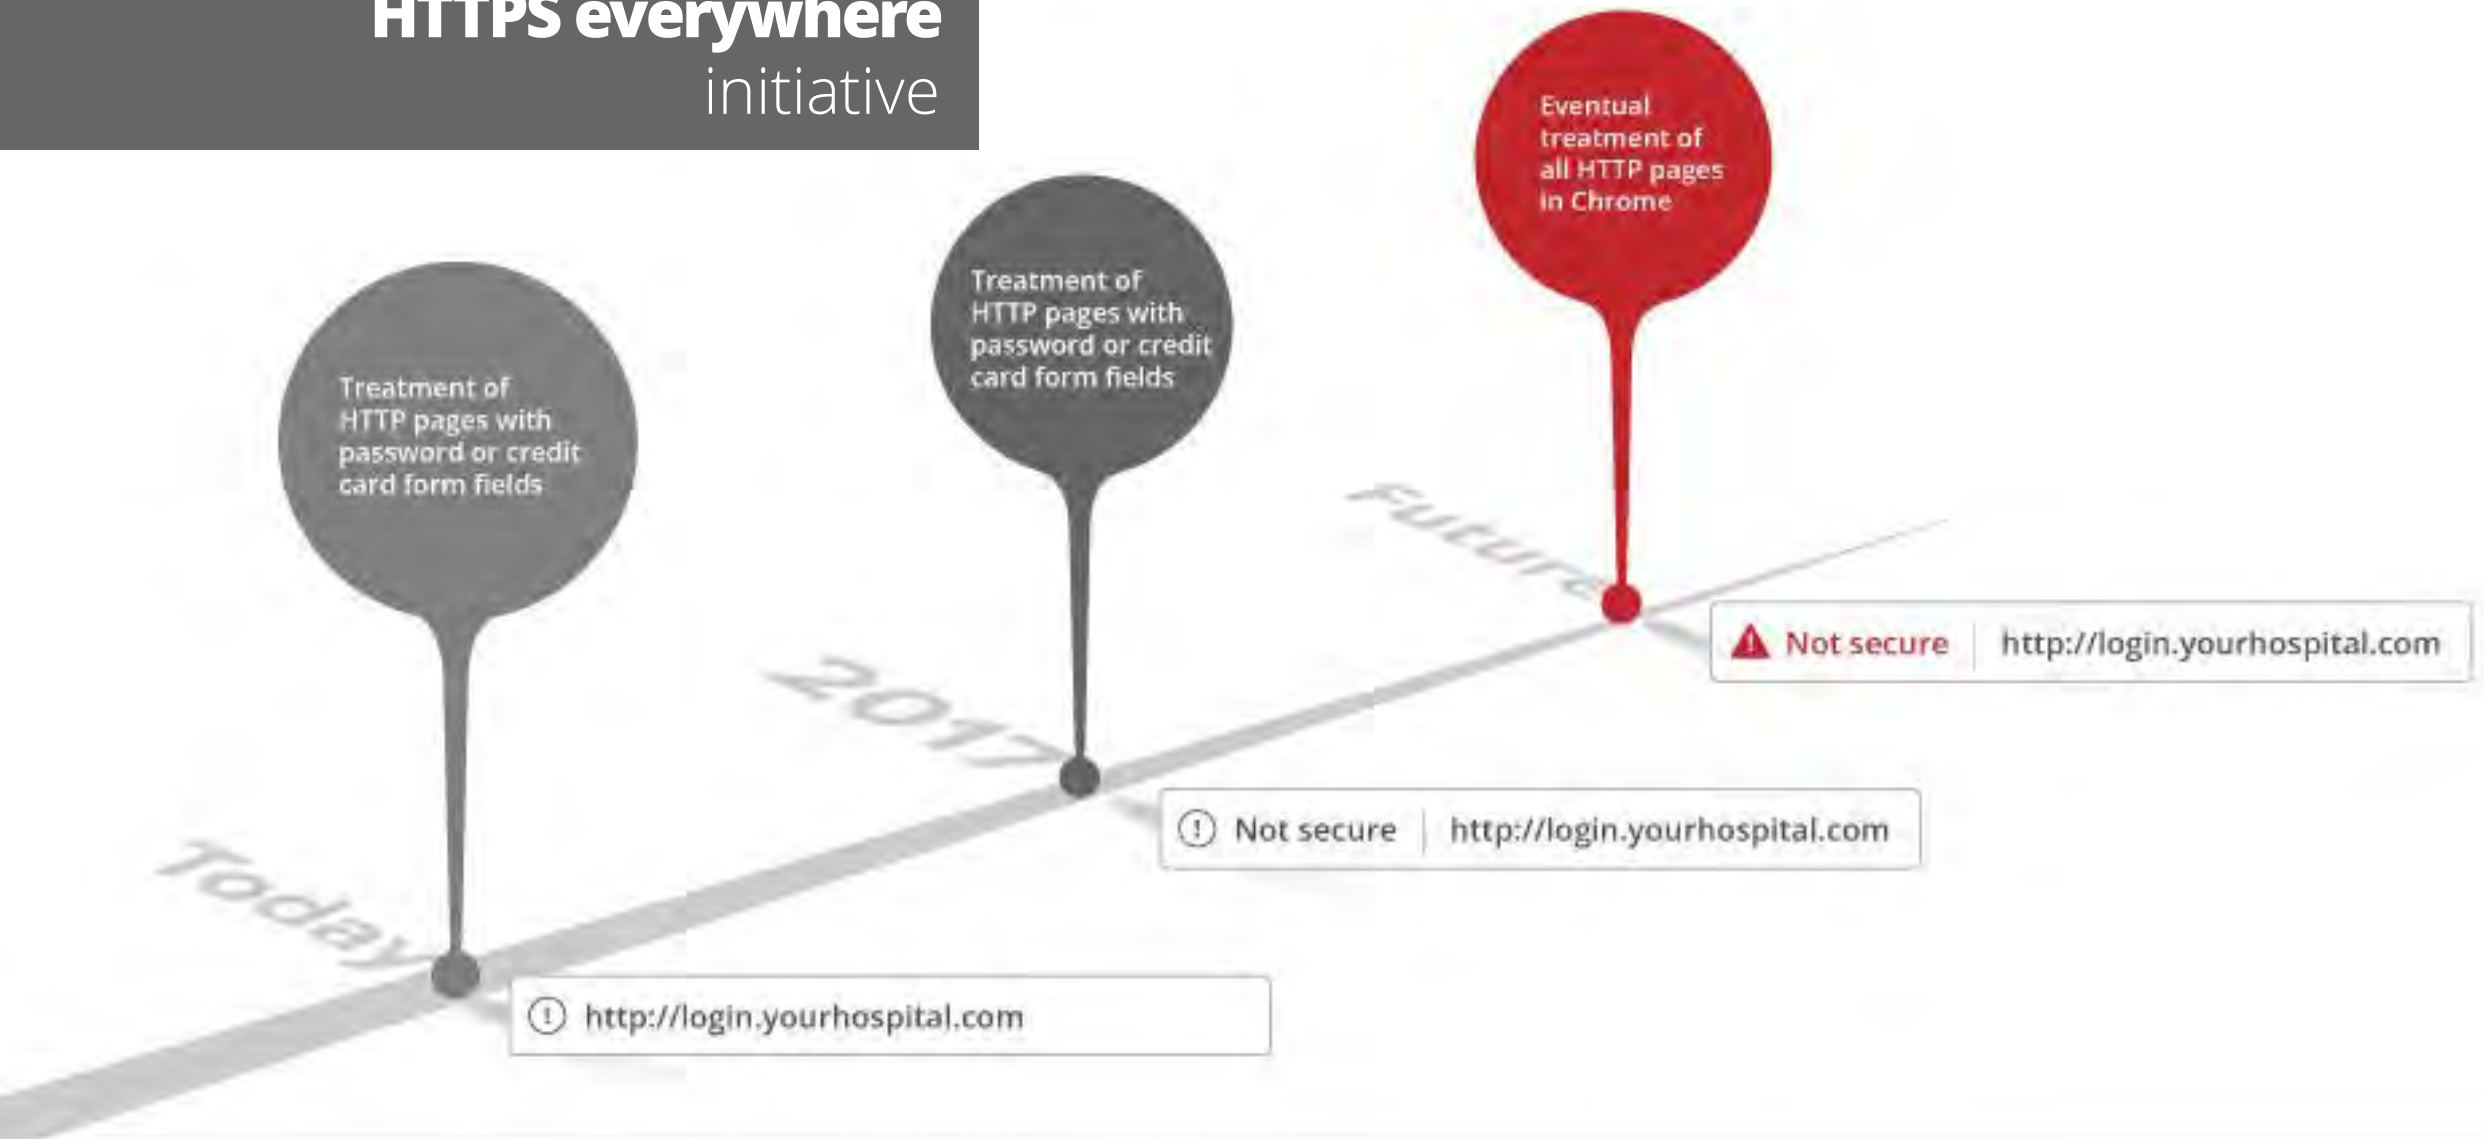 HTTPS everywhere
initiative
Eventual
treatment of
all HTTP pages
in Chrome
Treatment of
HTTP pages with
password or credit
card form fields
Treatment of
HTTP pages with
password or credit
card form fields
Future
! Not secure http://login.yourhospital.com
2017
! Not secure http://login.yourhospital.com
Today
! http://login.yourhospital.com